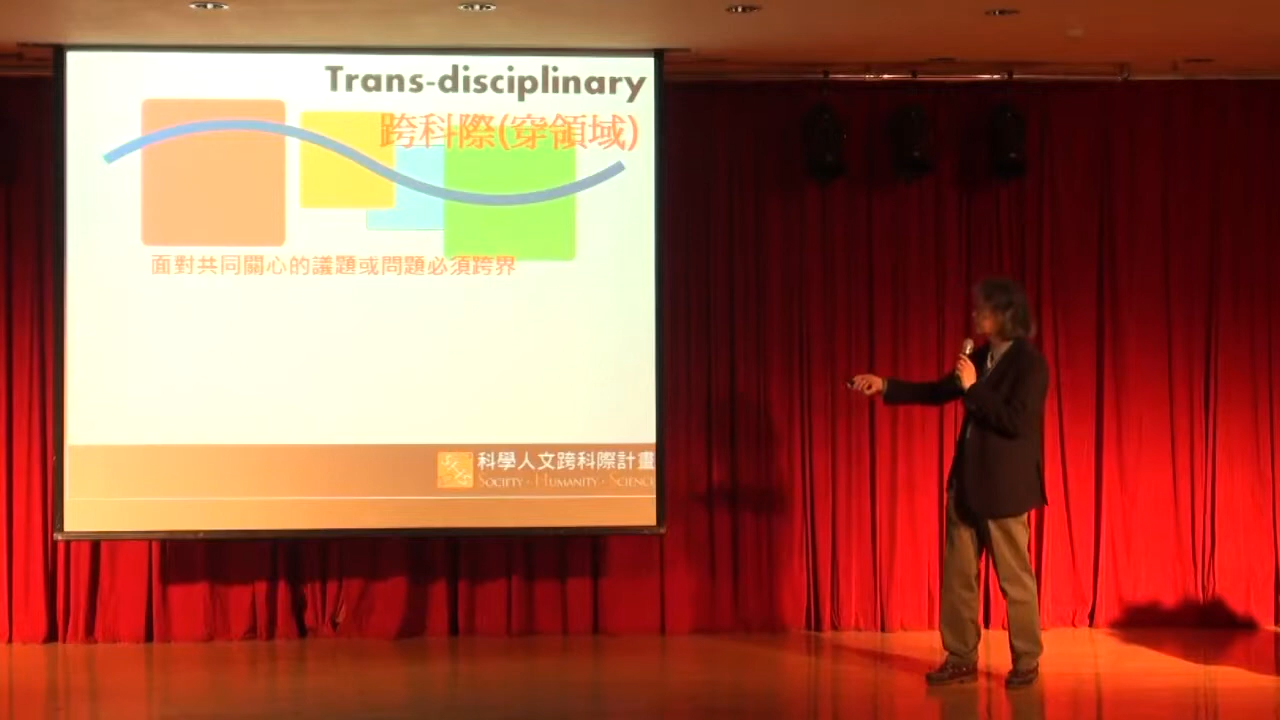 Trans-disciplinary
跨科際(穿領域)
面對共同關心的議題或問題必須跨界
科學人文跨科際計畫
SOCIETY · HUMANITY · SCIENCE